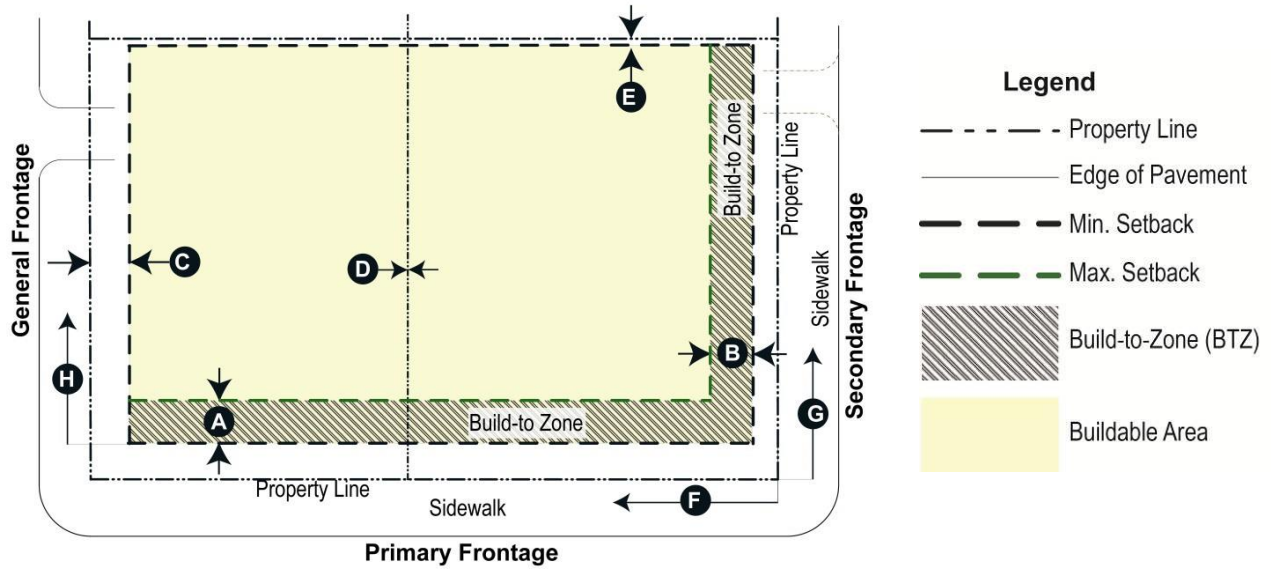 E
Build-to Zone
Property Line
General Frontage
C
D
Sidewalk
Secondary Frontage
B
H
A
Build-to Zone
G
Property Line
F
Sidewalk
Primary Frontage
Legend
Property Line
Edge of Pavement
Min. Setback
Max. Setback
Build-to-Zone (BTZ)
Buildable Area